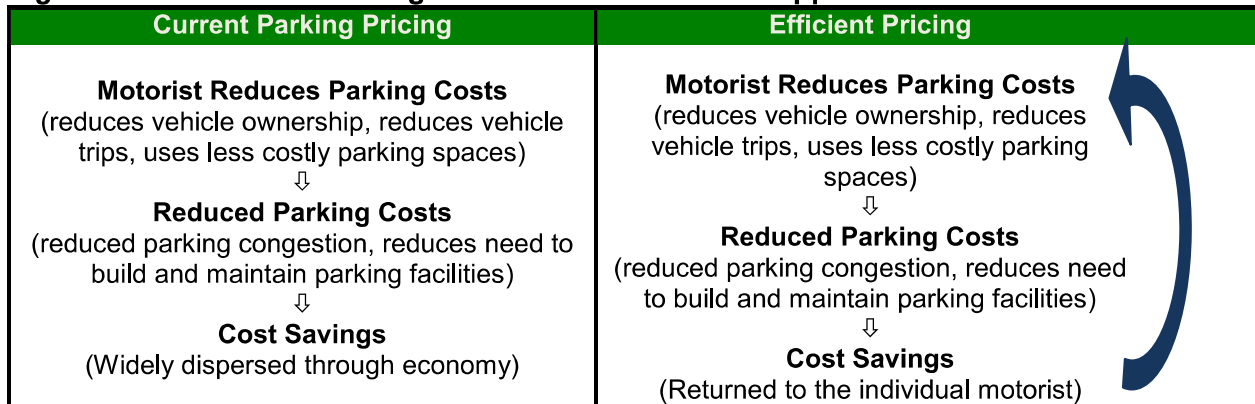 Current Parking Pricing
Motorist Reduces Parking Costs
(reduces vehicle ownership, reduces vehicle
trips, uses less costly parking spaces)
⇩
Reduced Parking Costs
(reduced parking congestion, reduces need to
build and maintain parking facilities)
⇩
Cost Savings
(Widely dispersed through economy)
Efficient Pricing
Motorist Reduces Parking Costs
(reduces vehicle ownership, reduces
vehicle trips, uses less costly parking
spaces)
⇩
Reduced Parking Costs
(reduced parking congestion, reduces need
to build and maintain parking facilities)
⇩
Cost Savings
(Returned to the individual motorist)